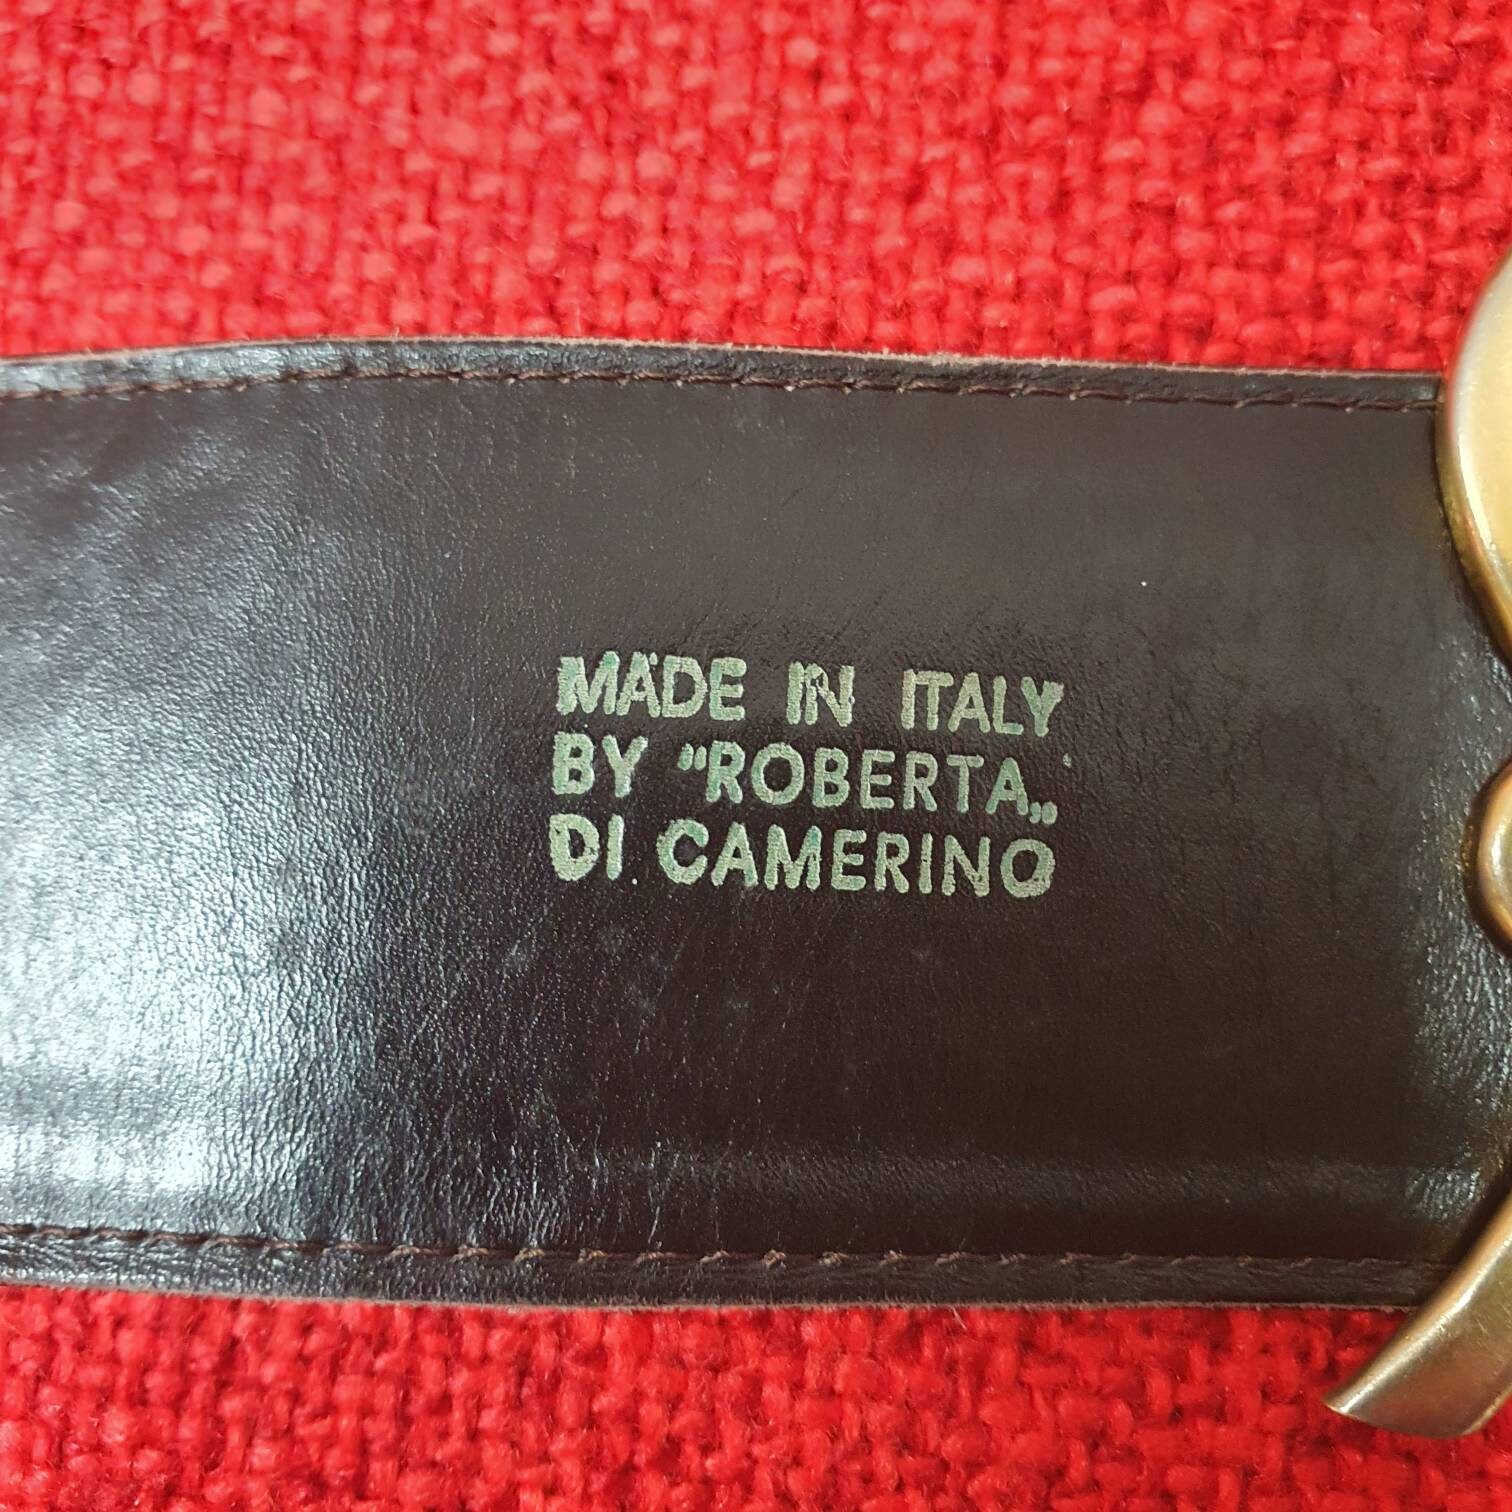 MADE IN ITALY
BY "ROBERTA„
DI CAMERINO